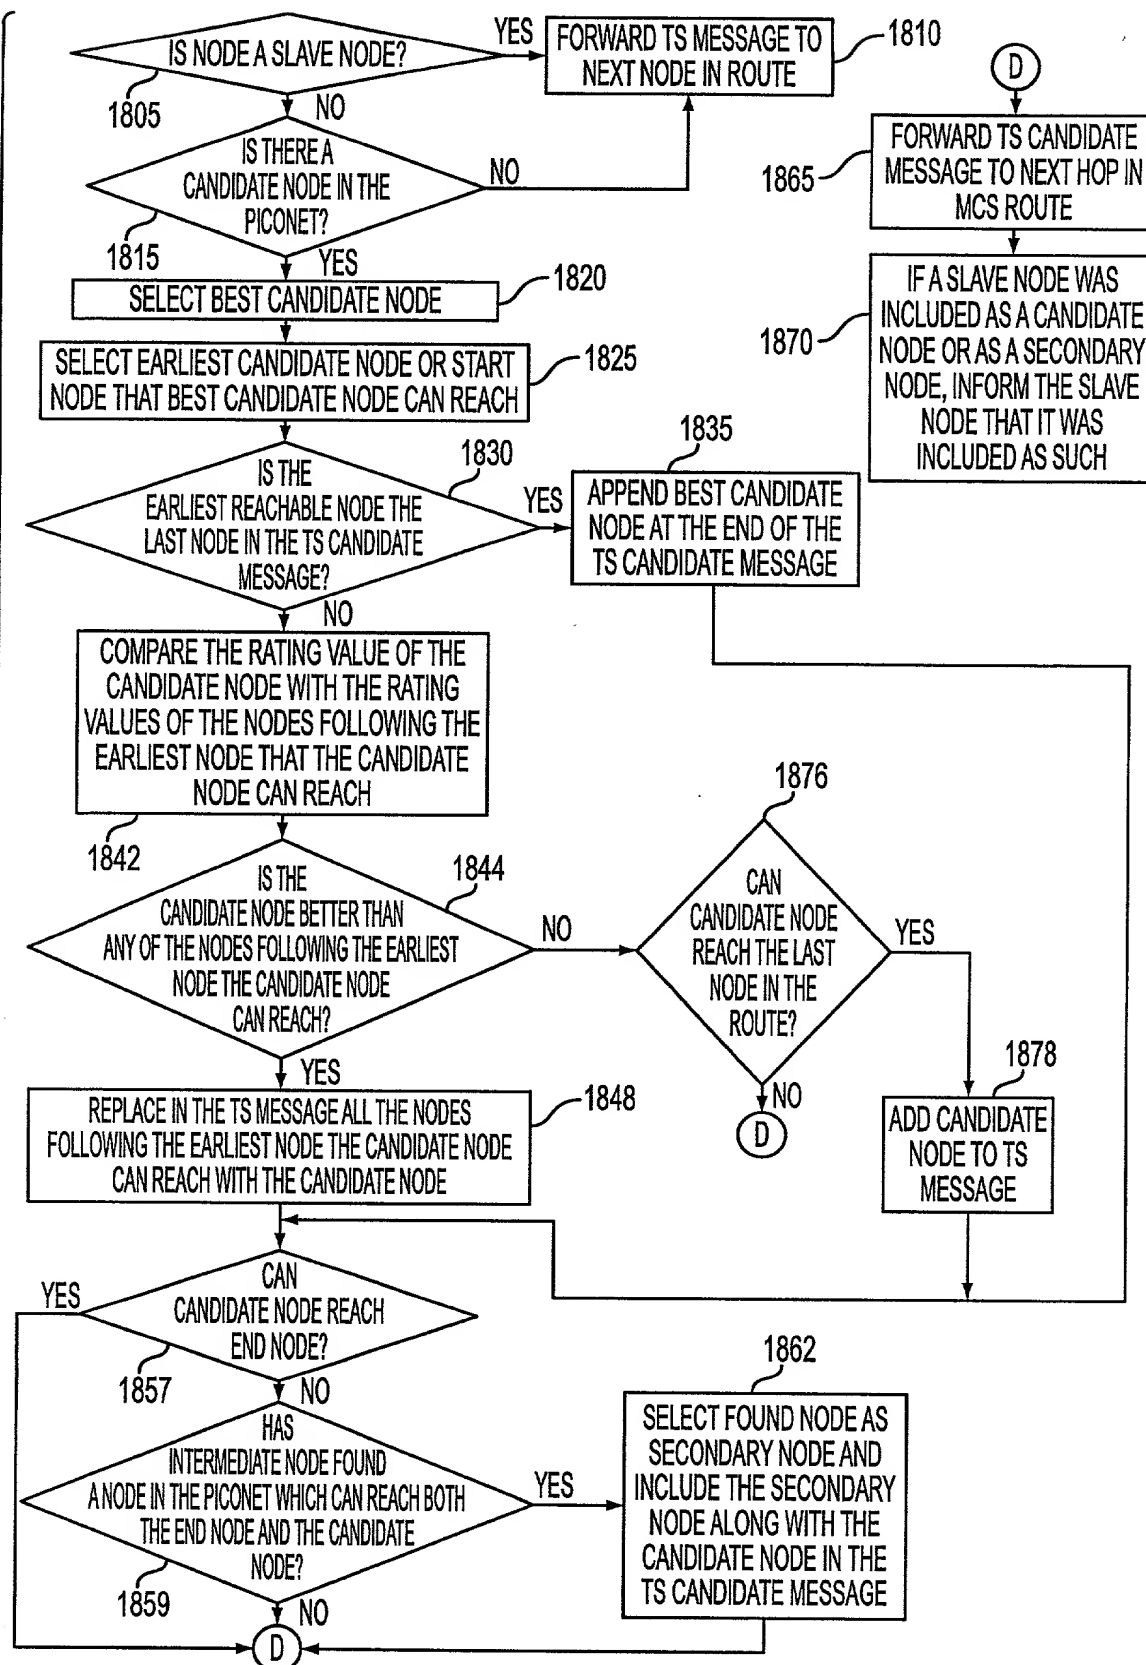 IS NODE A SLAVE NODE?
1805
YES
FORWARD TS MESSAGE TO
NEXT NODE IN ROUTE
1810
NO
IS THERE A
CANDIDATE NODE IN THE
PICONET?
1815
NO
YES
SELECT BEST CANDIDATE NODE
1820
SELECT EARLIEST CANDIDATE NODE OR START
NODE THAT BEST CANDIDATE NODE CAN REACH
1825
IS THE
EARLIEST REACHABLE NODE THE
LAST NODE IN THE TS CANDIDATE
MESSAGE?
1830
YES
1835
APPEND BEST CANDIDATE
NODE AT THE END OF THE
TS CANDIDATE MESSAGE
NO
COMPARE THE RATING VALUE OF THE
CANDIDATE NODE WITH THE RATING
VALUES OF THE NODES FOLLOWING THE
EARLIEST NODE THAT THE CANDIDATE
NODE CAN REACH
1842
IS THE
CANDIDATE NODE BETTER THAN
ANY OF THE NODES FOLLOWING THE EARLIEST
NODE THE CANDIDATE NODE
CAN REACH?
1844
NO
1876
CAN
CANDIDATE NODE
REACH THE LAST
NODE IN THE
ROUTE?
YES
NO
D
1878
ADD CANDIDATE
NODE TO TS
MESSAGE
YES
REPLACE IN THE TS MESSAGE ALL THE NODES
FOLLOWING THE EARLIEST NODE THE CANDIDATE NODE
CAN REACH WITH THE CANDIDATE NODE
1848
CAN
CANDIDATE NODE REACH
END NODE?
YES
1857
NO
HAS
INTERMEDIATE NODE FOUND
A NODE IN THE PICONET WHICH CAN REACH BOTH
THE END NODE AND THE CANDIDATE
NODE?
1859
YES
1862
SELECT FOUND NODE AS
SECONDARY NODE AND
INCLUDE THE SECONDARY
NODE ALONG WITH THE
CANDIDATE NODE IN THE
TS CANDIDATE MESSAGE
NO
D
D
FORWARD TS CANDIDATE
MESSAGE TO NEXT HOP IN
MCS ROUTE
1865
IF A SLAVE NODE WAS
INCLUDED AS A CANDIDATE
NODE OR AS A SECONDARY
NODE, INFORM THE SLAVE
NODE THAT IT WAS
INCLUDED AS SUCH
1870